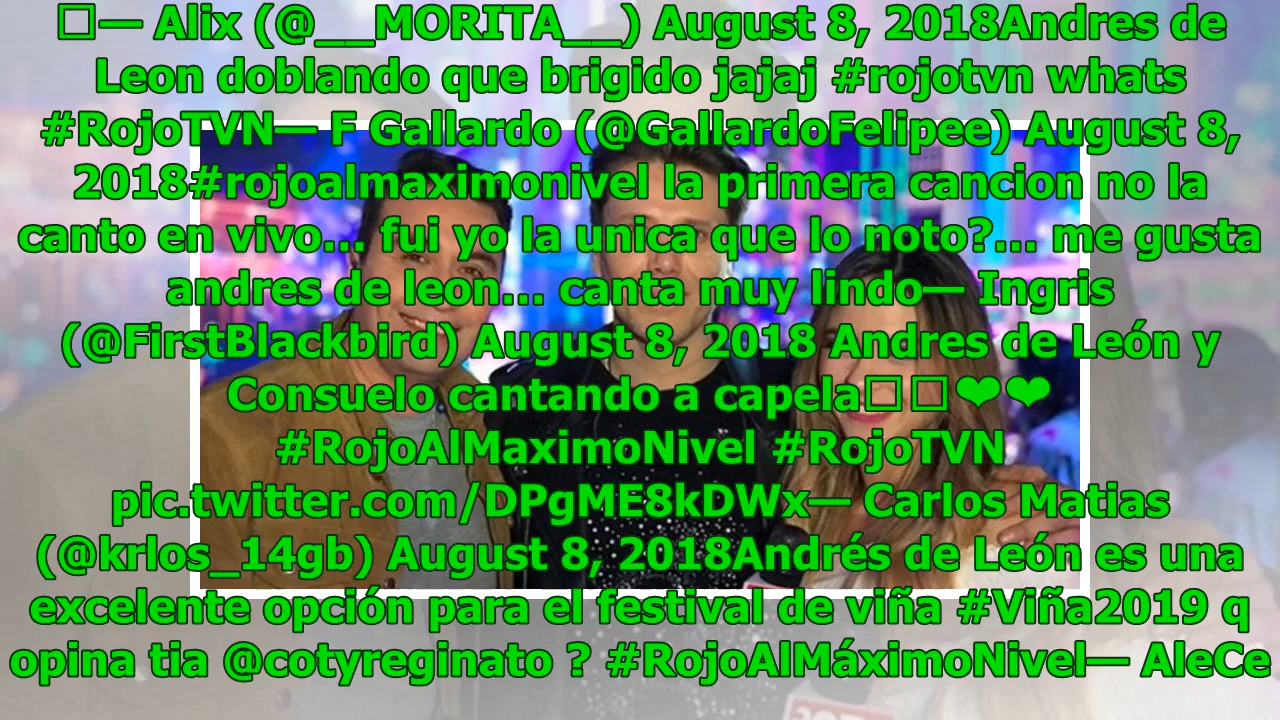 □— Alix (@__MORITA__) August 8, 2018Andres de
Leon doblando que brigido jajaj #rojotvn whats
#RojoTVN— F Gallardo (@GallardoFelipee) August 8,
2018#rojoalmaximonivel la primera cancion no la
canto en vivo... fui yo la unica que lo noto?... me gusta
andres de leon... canta muy lindo— Ingris
(@FirstBlackbird) August 8, 2018 Andres de León y
Consuelo cantando a capela□□❤❤
#RojoAlMaximoNivel #RojoTVN
pic.twitter.com/DPgME8kDWx— Carlos Matias
(@krlos_14gb) August 8, 2018Andrés de León es una
excelente opción para el festival de viña #Viña2019 q
opina tia @cotyreginato ? #RojoAlMáximoNivel— AleCe